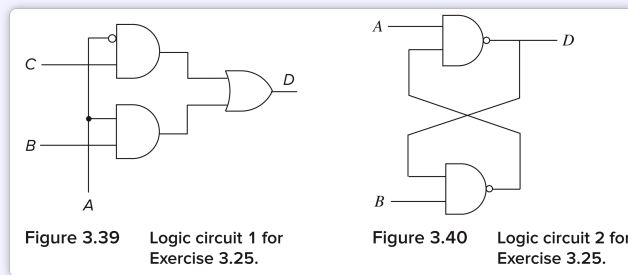 C
B
A
D
Figure 3.39 Logic circuit 1 for
Exercise 3.25.
A
B
D
Figure 3.40 Logic circuit 2 for
Exercise 3.25.